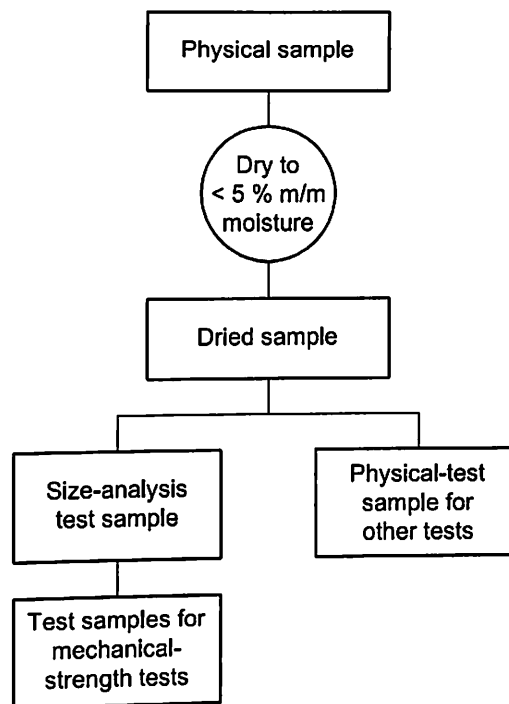 Physical sample
Dry to
< 5 % m/m
moisture
Dried sample
Size-analysis
test sample
Physical-test
sample for
other tests
Test samples for
mechanical-
strength tests